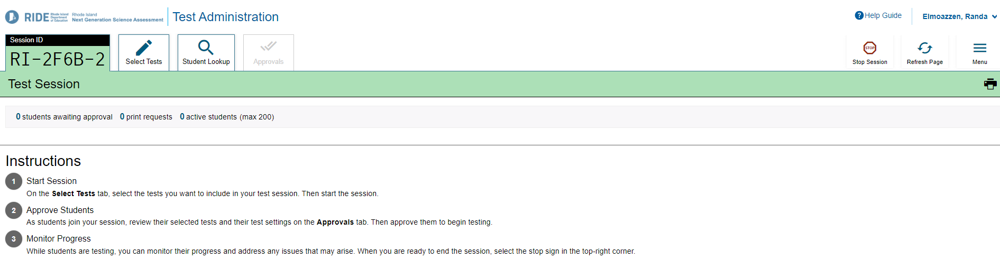 RIDE Rhode Island Department of Education
Rhode Island
Next Generation Science Assessment
Test Administration
Help Guide
Elmoazzen, Randa
Session ID
RI-2F6B-2
Select Tests
Student Lookup
Approvals
STOP
Stop Session
Refresh Page
Menu
Test Session
0 students awaiting approval 0 print requests 0 active students (max 200)
Instructions
1 Start Session
On the Select Tests tab, select the tests you want to include in your test session. Then start the session.
2 Approve Students
As students join your session, review their selected tests and their test settings on the Approvals tab. Then approve them to begin testing.
3 Monitor Progress
While students are testing, you can monitor their progress and address any issues that may arise. When you are ready to end the session, select the stop sign in the top-right corner.